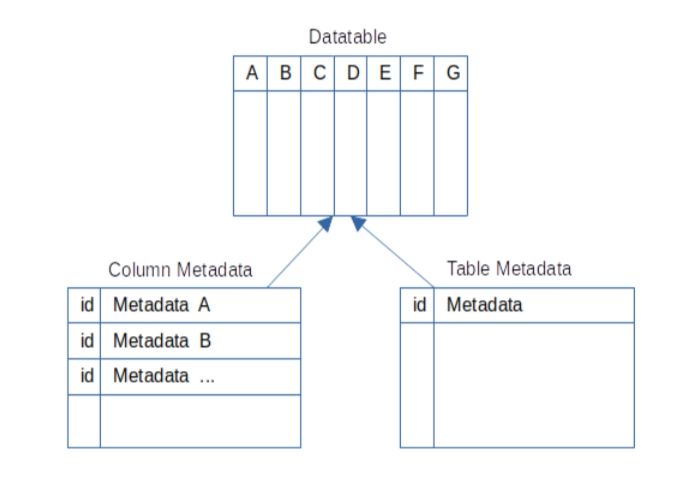 Datatable
A B C D E F G
Column Metadata
id Metadata A
id Metadata B
id Metadata ...
Table Metadata
id Metadata